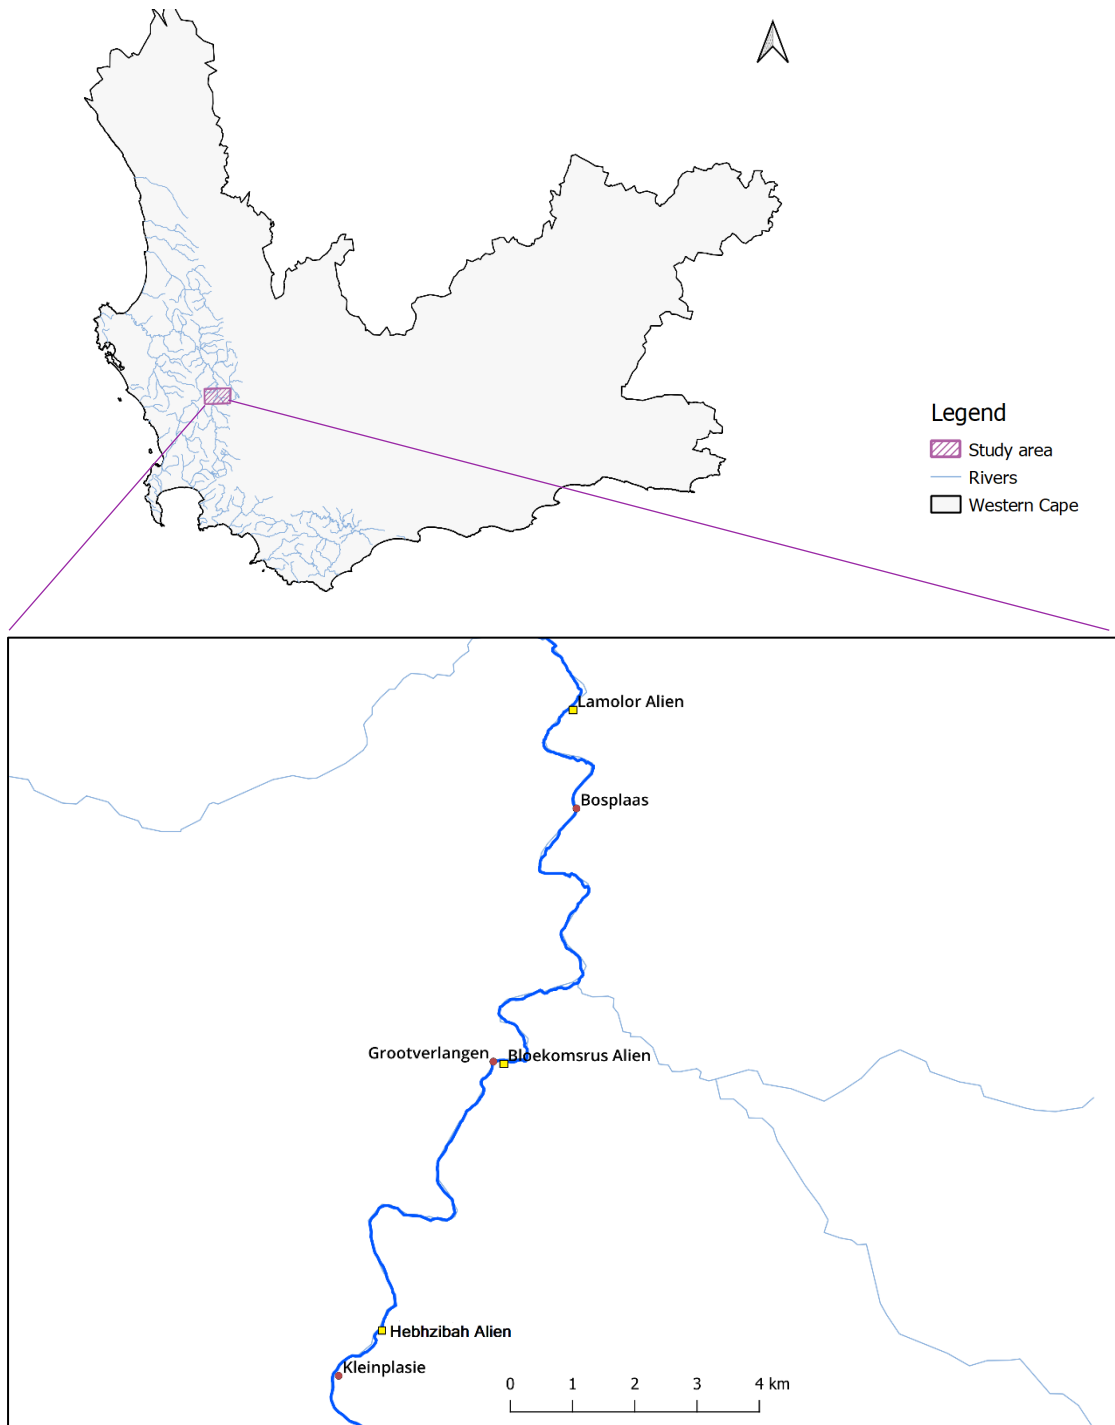 Legend
Study area
Rivers
Western Cape
Lamolor Alien
Bosplaas
Grootverlangen
Bloekomsrus Alien
Hebhzibah Alien
Kleinplasie
0 1 2 3 4 km